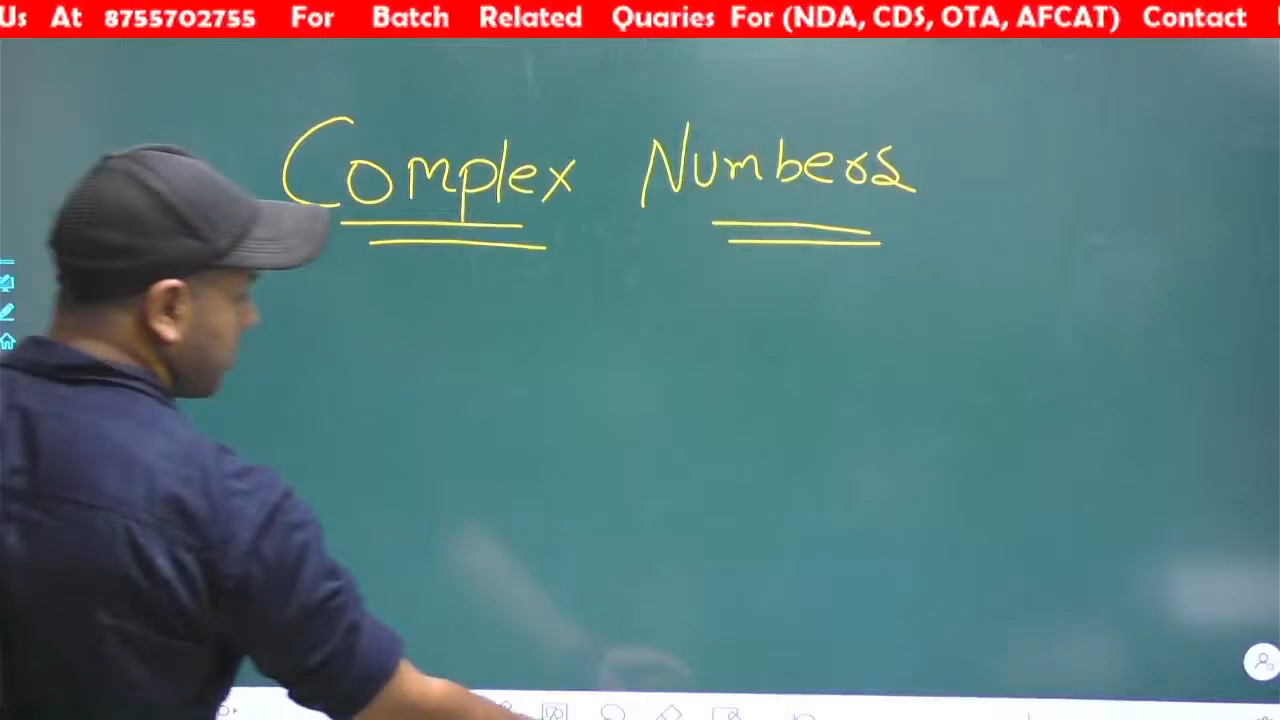 Us At 8755702755 For Batch Related Quaries For (NDA, CDS, OTA, AFCAT) Contact
Complex Numbers